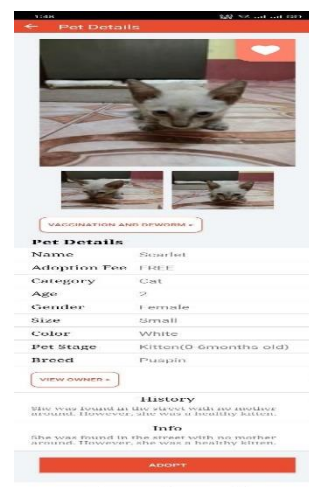 1:48
Pet Details
VACCINATION AND DEWORM
Pet Details
Name Scarlet
Adoption Fee FREE
Category Cat
Age 2
Gender Female
Size Small
Color White
Pet Stage Kitten(0-6months old)
Breed Puspin
VIEW OWNER
History
She was found in the street with no mother
around. However, she was a healthy kitten.
Info
She was found in the street with no mother
around. However, she was a healthy kitten.
ADOPT